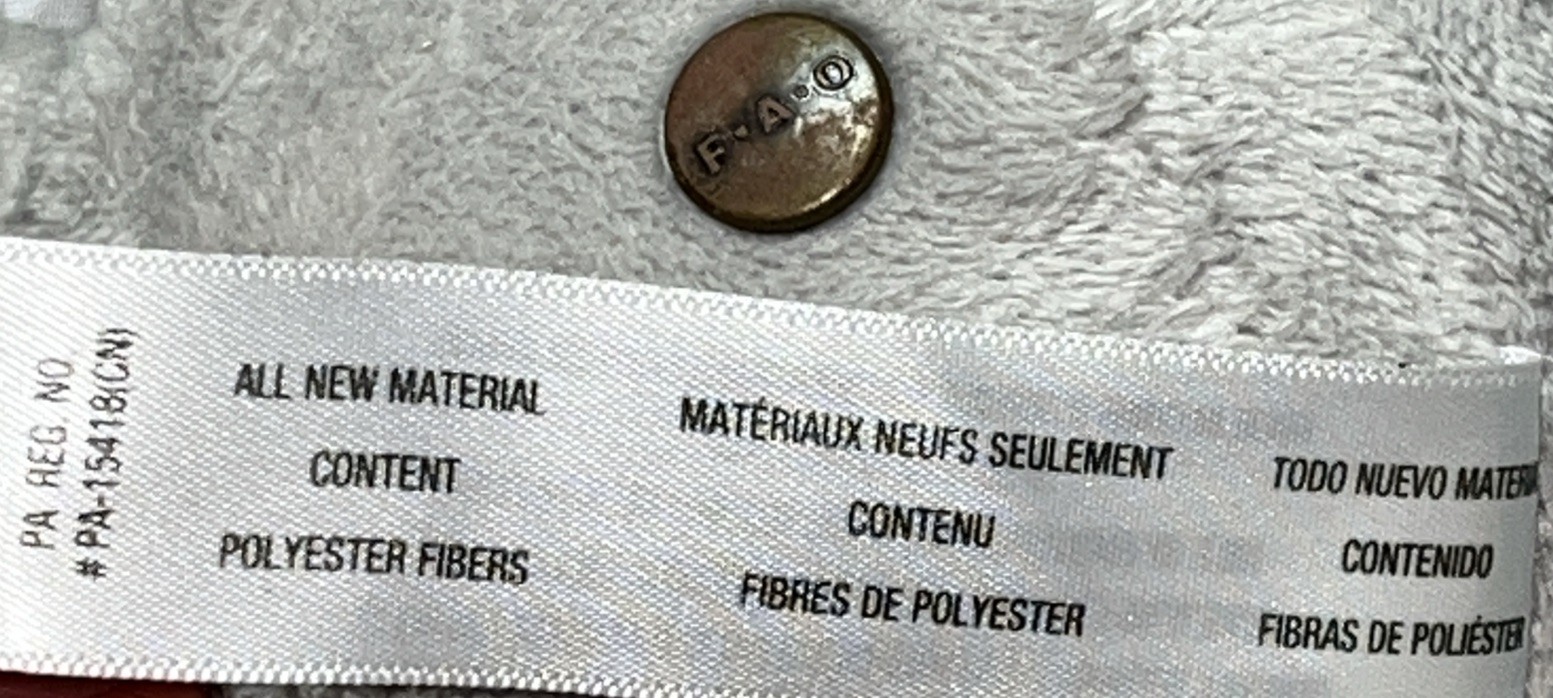 F·A·O
PA REG. NO
# PA-15418(CN)
ALL NEW MATERIAL
CONTENT
POLYESTER FIBERS
MATÉRIAUX NEUFS SEULEMENT
CONTENU
FIBRES DE POLYESTER
TODO NUEVO
CONTENIDO
FIBRAS DE POLIÉSTER